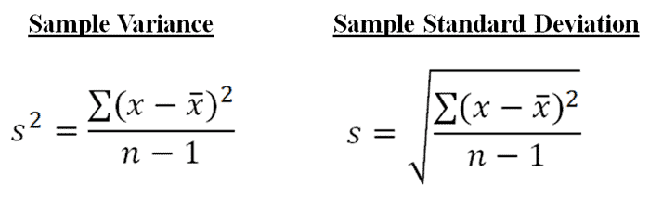 Sample Variance
s² = Σ(x − x̄)² / n − 1
Sample Standard Deviation
s = √Σ(x − x̄)² / n − 1